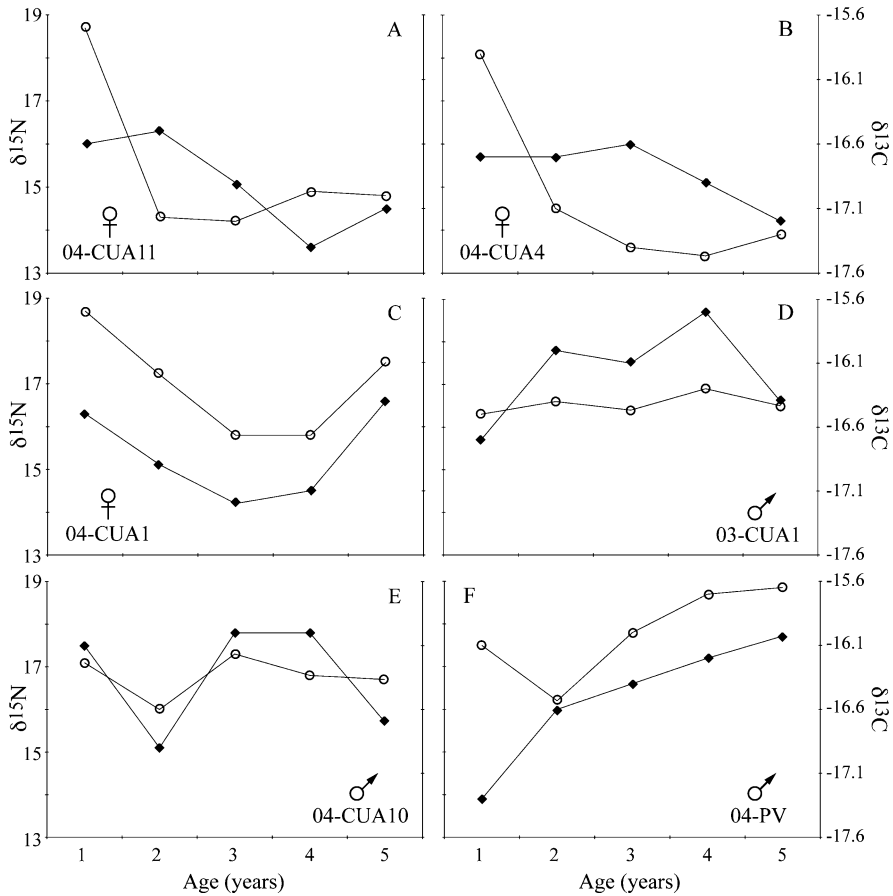 19
17
15
13
δ15N
A
♀
04-CUA11
B
♀
04-CUA4
-15.6
-16.1
-16.6
-17.1
-17.6
δ13C
19
17
15
13
δ15N
C
♀
04-CUA1
D
♂
03-CUA1
-15.6
-16.1
-16.6
-17.1
-17.6
δ13C
19
17
15
13
δ15N
E
♂
04-CUA10
F
♂
04-PV
-15.6
-16.1
-16.6
-17.1
-17.6
δ13C
1 2 3 4 5
Age (years)
1 2 3 4 5
Age (years)